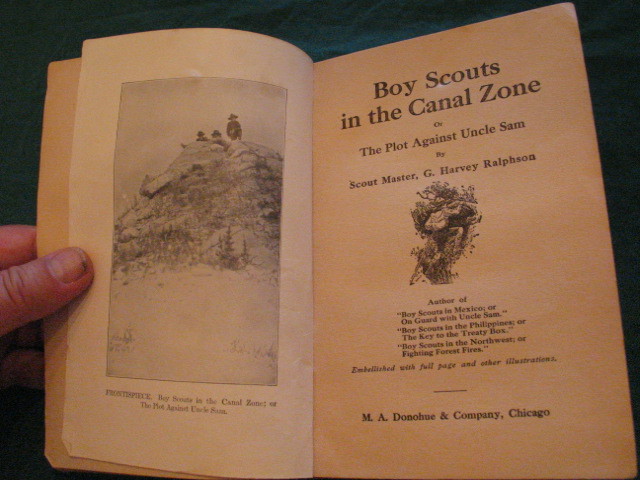 FRONTISPIECE. Boy Scouts in the Canal Zone; or
The Plot Against Uncle Sam.
Boy Scouts
in the Canal Zone
Or
The Plot Against Uncle Sam
By
Scout Master, G. Harvey Ralphson
Author of
"Boy Scouts in Mexico; or
On Guard with Uncle Sam."
"Boy Scouts in the Philippines; or
The Key to the Treaty Box."
"Boy Scouts in the Northwest; or
Fighting Forest Fires."
Embellished with full page and other illustrations.
M. A. Donohue & Company, Chicago